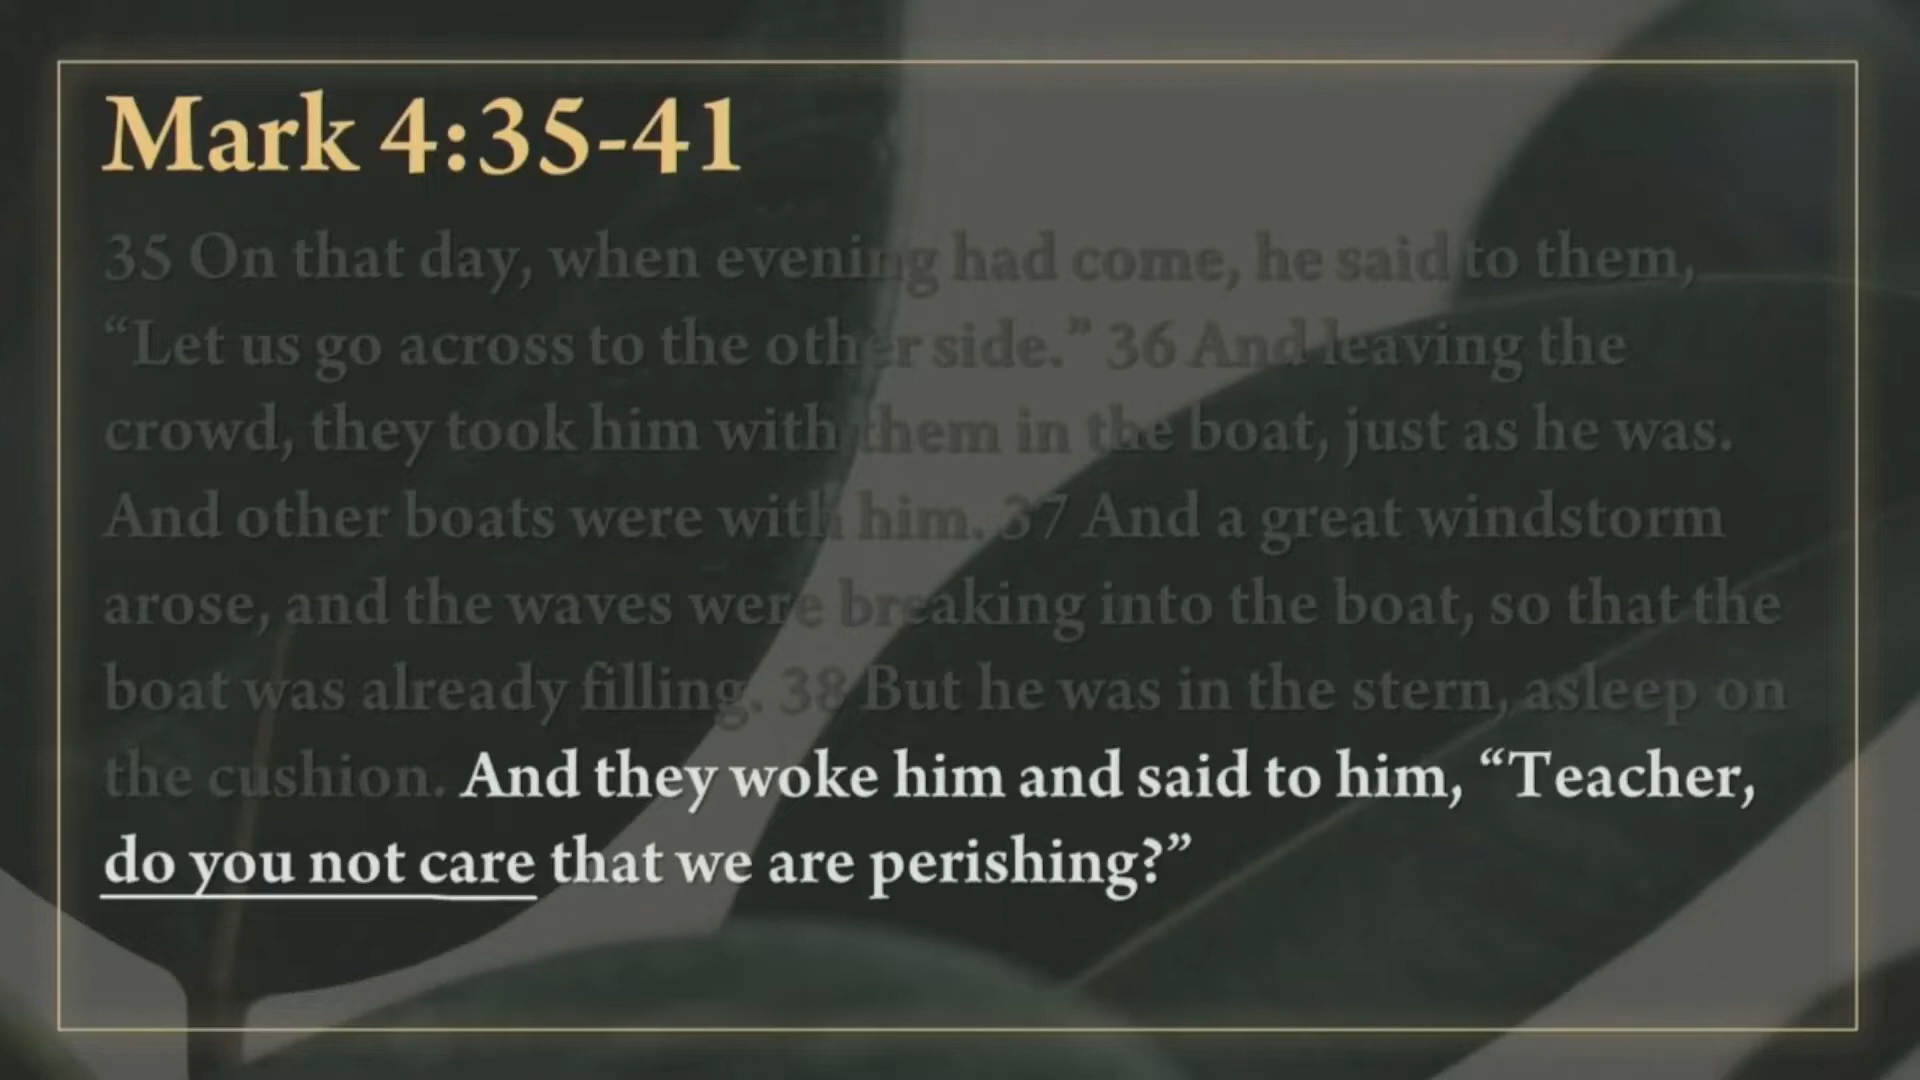 Mark 4:35-41
35 On that day, when evening had come, he said to them,
“Let us go across to the other side.” 36 And leaving the
crowd, they took him with them in the boat, just as he was.
And other boats were with him. 37 And a great windstorm
arose, and the waves were breaking into the boat, so that the
boat was already filling. 38 But he was in the stern, asleep on
the cushion. And they woke him and said to him, “Teacher,
do you not care that we are perishing?”